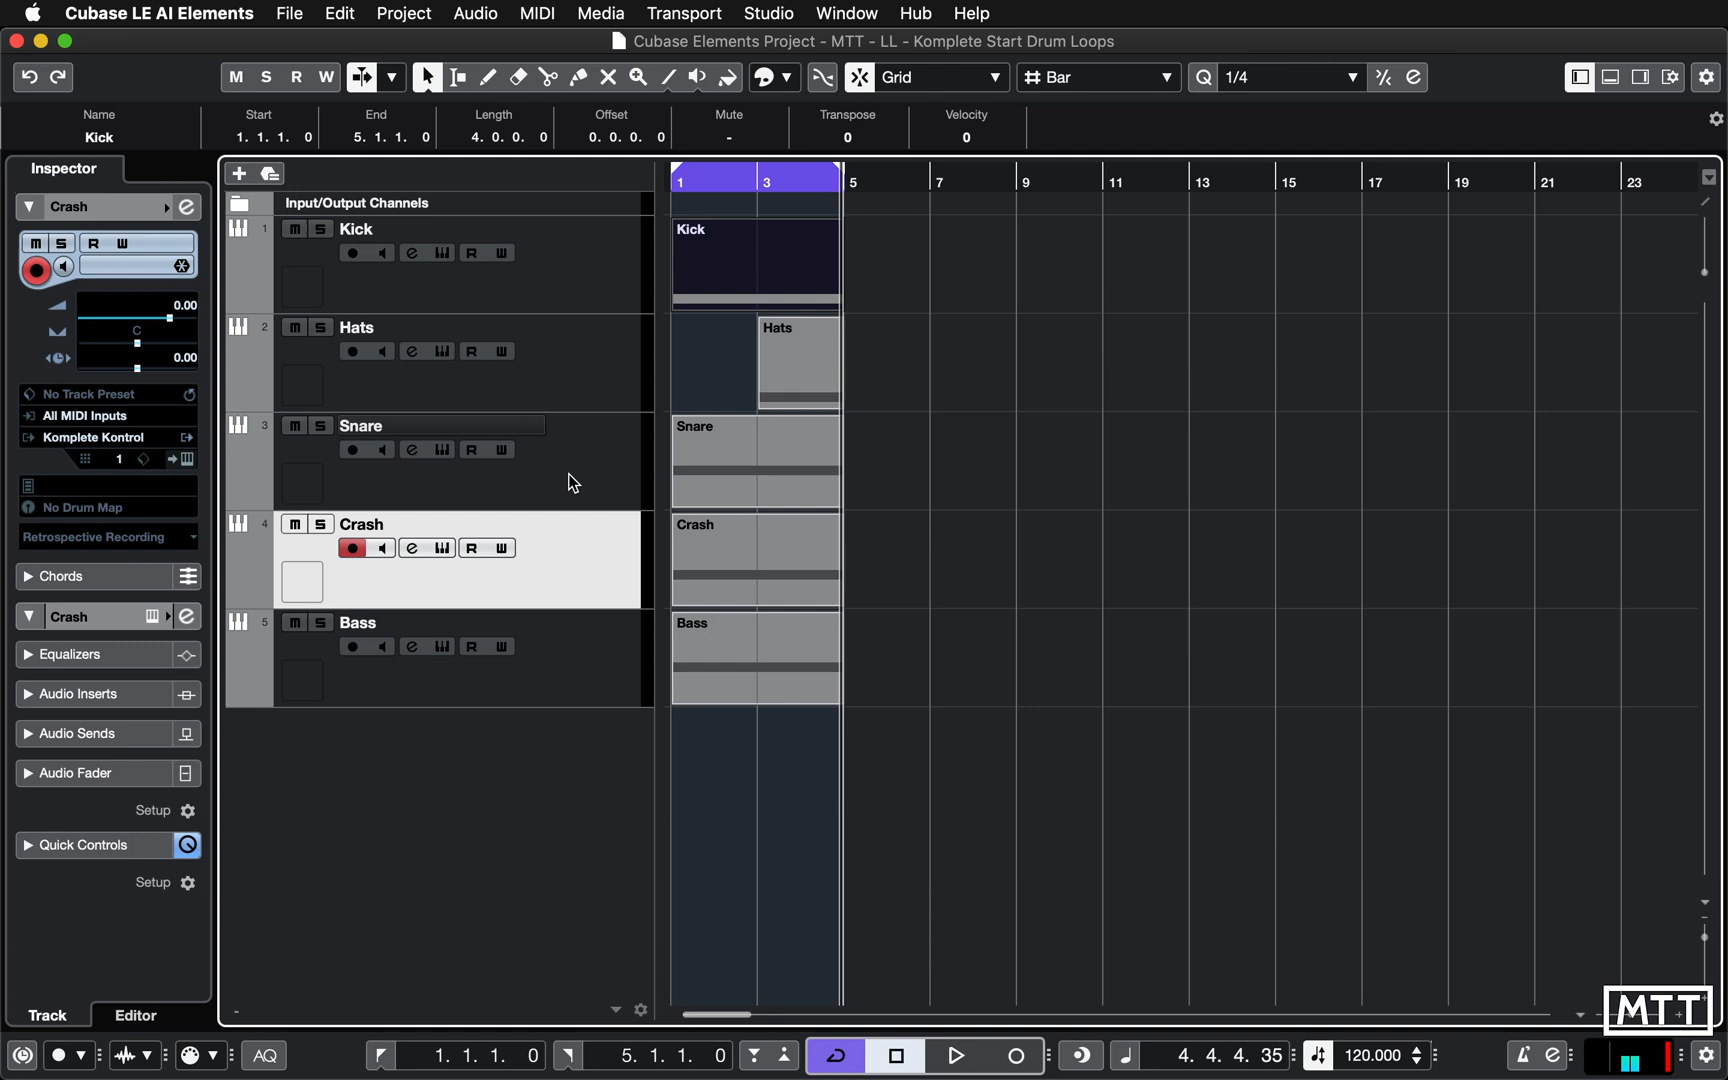 Cubase LE AI Elements File Edit Project Audio MIDI Media Transport Studio Window Hub Help
Cubase Elements Project - MTT - LL - Komplete Start Drum Loops
M S R W Grid Bar Q 1/4
Name Start End Length Offset Mute Transpose Velocity
Kick 1. 1. 1. 0 5. 1. 1. 0 4. 0. 0. 0 0. 0. 0. 0 - 0 0
Inspector
1 3 5 7 9 11 13 15 17 19 21 23
Input/Output Channels
Crash
m S R W
0.00
C
0.00
No Track Preset
All MIDI Inputs
Komplete Kontrol
1
No Drum Map
Retrospective Recording
Chords
Crash
Equalizers
Audio Inserts
Audio Sends
Audio Fader
Setup
Quick Controls
Setup
Track Editor
1 m S Kick
R W
2 m S Hats
R W
3 m S Snare
R W
4 m S Crash
R W
5 m S Bass
R W
Kick
Hats
Snare
Crash
Bass
MTT
AQ 1. 1. 1. 0 5. 1. 1. 0 4. 4. 4. 35 120.000